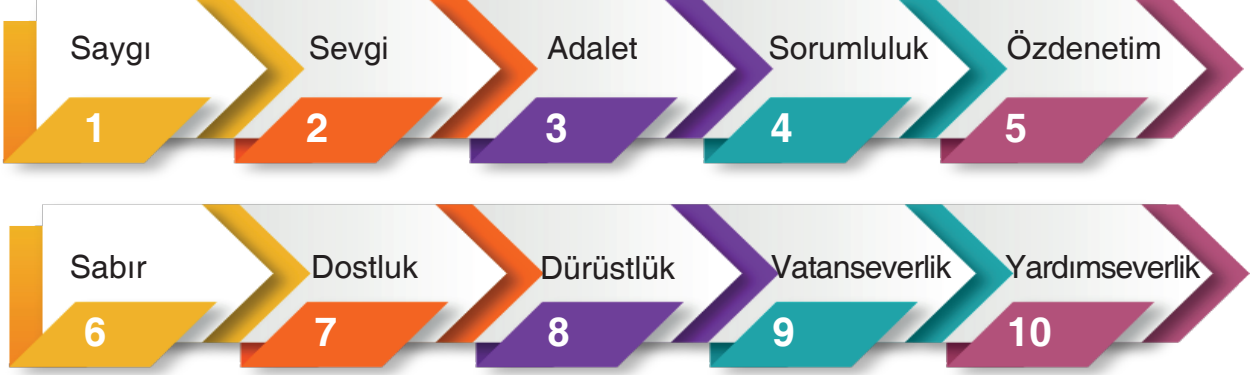 Saygı Sevgi Adalet Sorumluluk Özdenetim
1 2 3 4 5
Sabır Dostluk Dürüstlük Vatanseverlik Yardımseverlik
6 7 8 9 10